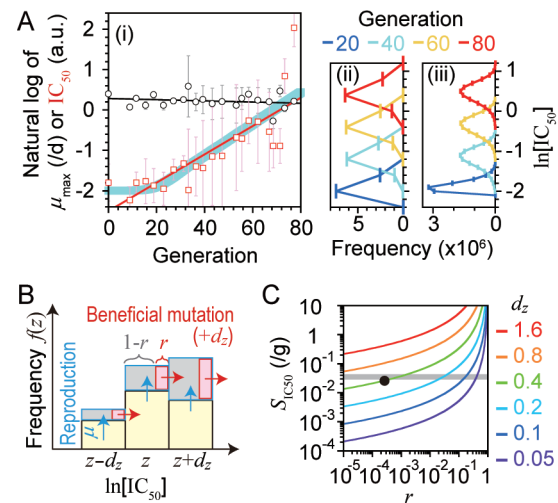 A
(i)
Natural log of
μmax (/d) or IC50 (a.u.)
2
1
0
-1
-2
0 20 40 60 80
Generation
Generation
20 40 60 80
(ii)
(iii)
1
0
-1
-2
ln[IC50]
6 3 0
3 0
Frequency (x10⁶)
B
Beneficial mutation
(+dz)
1-r
r
Frequency f(z)
Reproduction
μ
z−dz
z
z+dz
ln[IC50]
C
SIC50 (/g)
10
1
10⁻¹
10⁻²
10⁻³
10⁻⁴
10⁻⁵ 10⁻⁴ 10⁻³ 10⁻² 10⁻¹ 1
r
dz
1.6
0.8
0.4
0.2
0.1
0.05